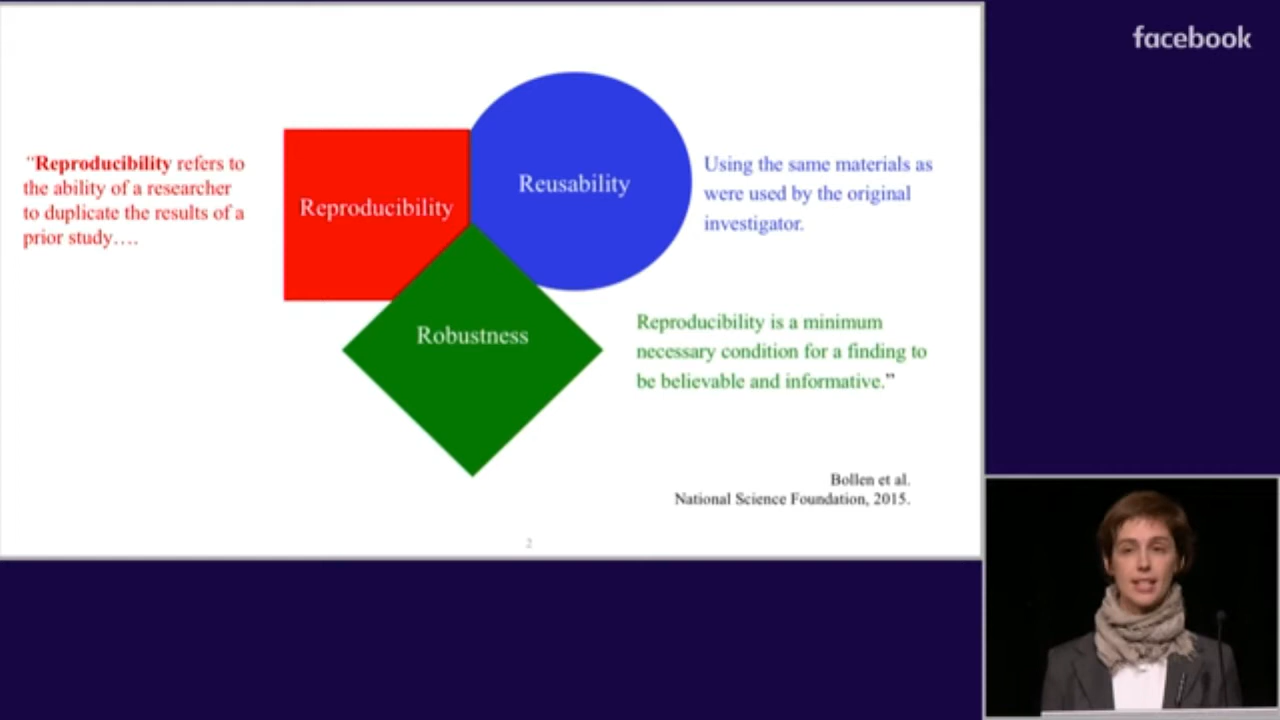 facebook
“Reproducibility refers to
the ability of a researcher
to duplicate the results of a
prior study….
Reproducibility
Reusability
Using the same materials as
were used by the original
investigator.
Robustness
Reproducibility is a minimum
necessary condition for a finding to
be believable and informative.”
Bollen et al.
National Science Foundation, 2015.
2